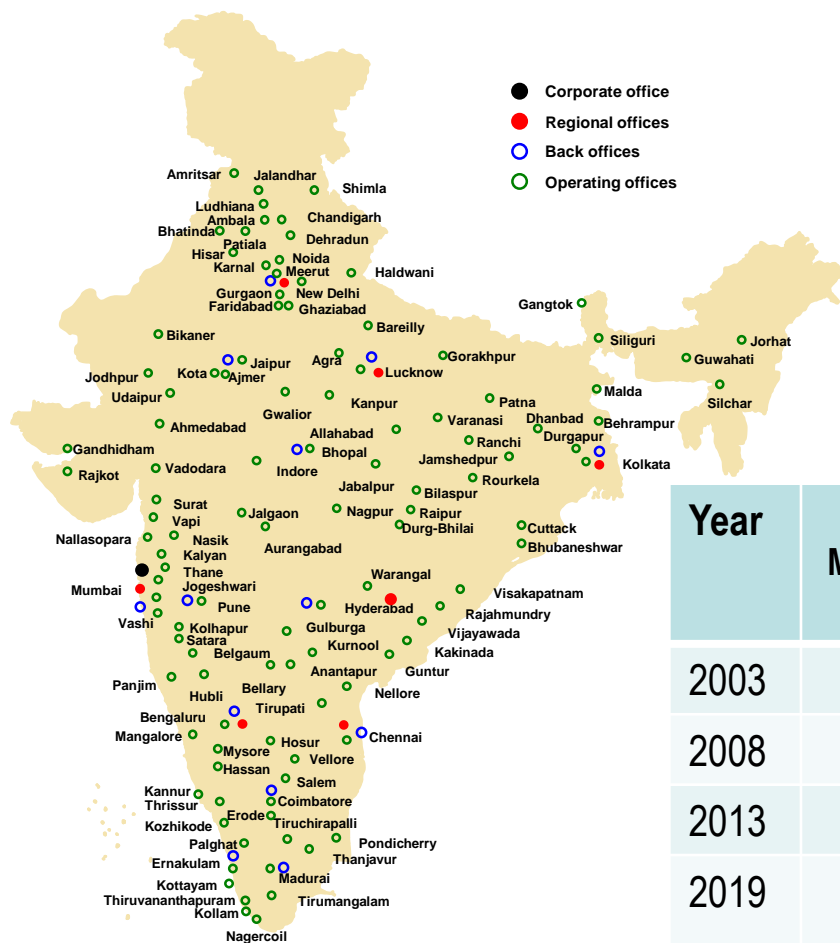 Corporate office
Regional offices
Back offices
Operating offices
Amritsar
Jalandhar
Shimla
Ludhiana
Ambala
Chandigarh
Bhatinda
Patiala
Dehradun
Hisar
Noida
Karnal
Meerut
Haldwani
Gurgaon
New Delhi
Faridabad
Ghaziabad
Gangtok
Bikaner
Bareilly
Siliguri
Jorhat
Jaipur
Agra
Gorakhpur
Guwahati
Jodhpur
Kota
Ajmer
Lucknow
Udaipur
Silchar
Malda
Gwalior
Kanpur
Patna
Ahmedabad
Varanasi
Dhanbad
Behrampur
Allahabad
Ranchi
Durgapur
Gandhidham
Bhopal
Jamshedpur
Kolkata
Rajkot
Vadodara
Indore
Rourkela
Jabalpur
Bilaspur
Surat
Jalgaon
Nagpur
Raipur
Vapi
Durg-Bhilai
Cuttack
Nallasopara
Nasik
Aurangabad
Bhubaneshwar
Kalyan
Thane
Warangal
Mumbai
Jogeshwari
Visakapatnam
Pune
Hyderabad
Rajahmundry
Vashi
Kolhapur
Gulburga
Vijayawada
Satara
Kurnool
Kakinada
Belgaum
Guntur
Panjim
Anantapur
Hubli
Bellary
Nellore
Tirupati
Bengaluru
Mangalore
Hosur
Chennai
Mysore
Vellore
Hassan
Salem
Kannur
Coimbatore
Thrissur
Erode
Kozhikode
Tiruchirapalli
Palghat
Pondicherry
Ernakulam
Thanjavur
Kottayam
Madurai
Thiruvananthapuram
Tirumangalam
Kollam
Nagercoil
Year
M
2003
2008
2013
2019